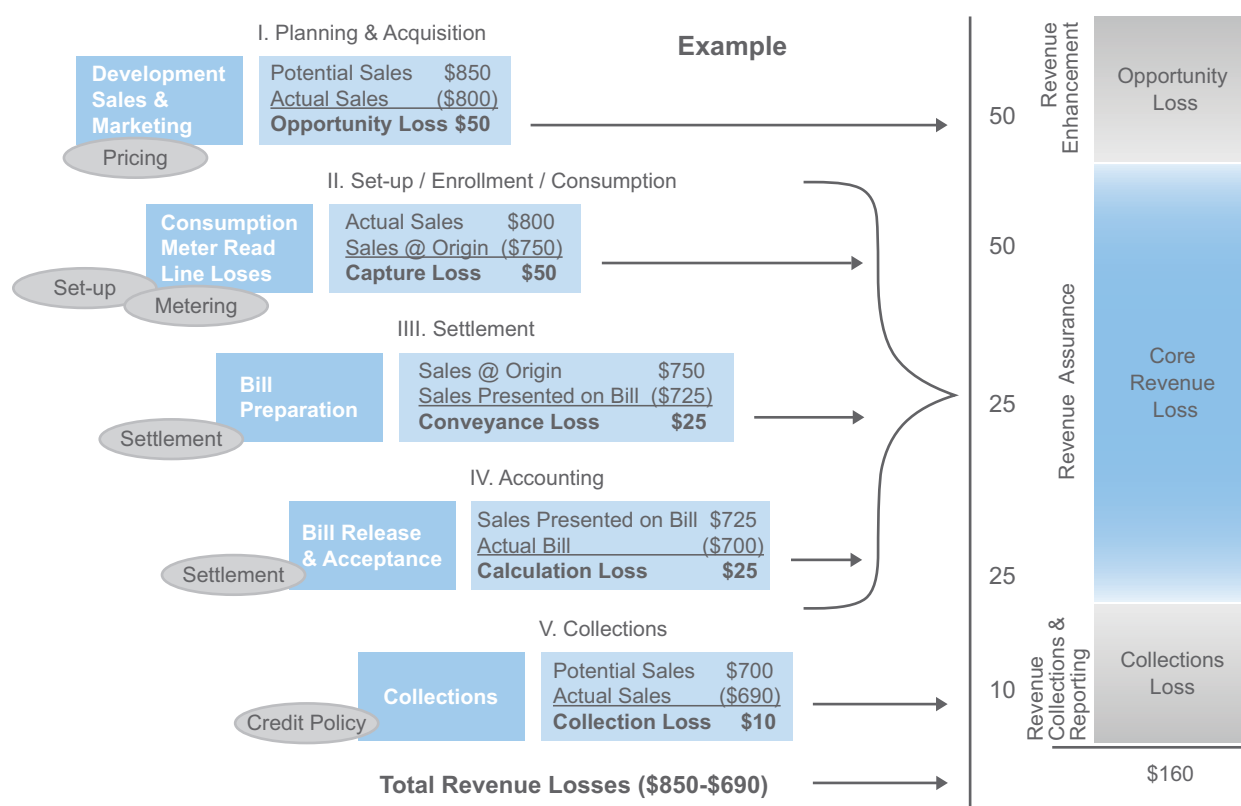 I. Planning & Acquisition
Example
Development
Sales &
Marketing
Pricing
Potential Sales $850
Actual Sales ($800)
Opportunity Loss $50
50
Revenue
Enhancement
Opportunity
Loss
II. Set-up / Enrollment / Consumption
Consumption
Meter Read
Line Loses
Set-up
Metering
Actual Sales $800
Sales @ Origin ($750)
Capture Loss $50
50
IIII. Settlement
Bill
Preparation
Settlement
Sales @ Origin $750
Sales Presented on Bill ($725)
Conveyance Loss $25
25
Revenue Assurance
Core
Revenue
Loss
IV. Accounting
Bill Release
& Acceptance
Settlement
Sales Presented on Bill $725
Actual Bill ($700)
Calculation Loss $25
25
V. Collections
Collections
Credit Policy
Potential Sales $700
Actual Sales ($690)
Collection Loss $10
10
Revenue
Collections &
Reporting
Collections
Loss
Total Revenue Losses ($850-$690)
$160